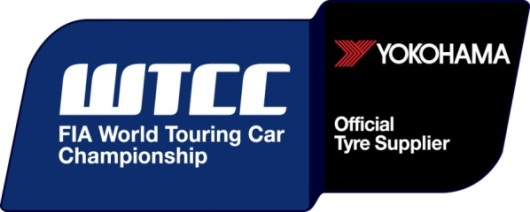 WTCC
FIA World Touring Car
Championship
YOKOHAMA
Official
Tyre Supplier